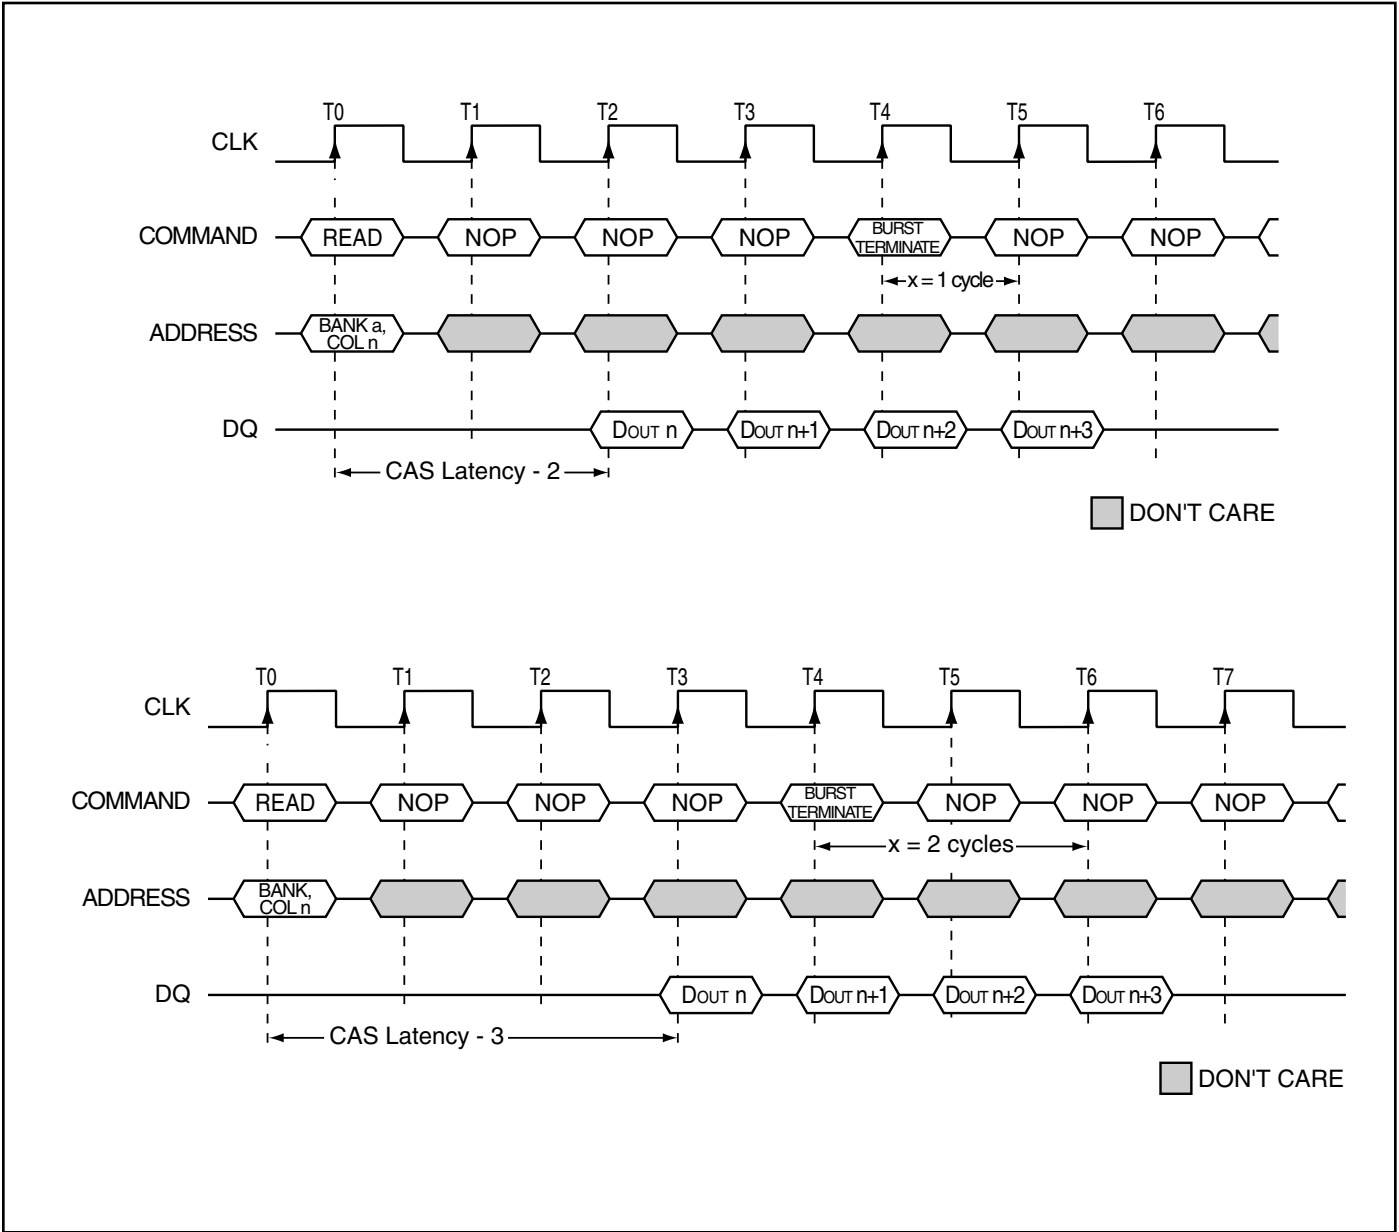 T0 T1 T2 T3 T4 T5 T6
CLK
COMMAND READ NOP NOP NOP BURST TERMINATE NOP NOP
x = 1 cycle
ADDRESS BANK a, COL n
DQ DOUT n DOUT n+1 DOUT n+2 DOUT n+3
CAS Latency - 2
DON'T CARE
T0 T1 T2 T3 T4 T5 T6 T7
CLK
COMMAND READ NOP NOP NOP BURST TERMINATE NOP NOP NOP
x = 2 cycles
ADDRESS BANK, COL n
DQ DOUT n DOUT n+1 DOUT n+2 DOUT n+3
CAS Latency - 3
DON'T CARE